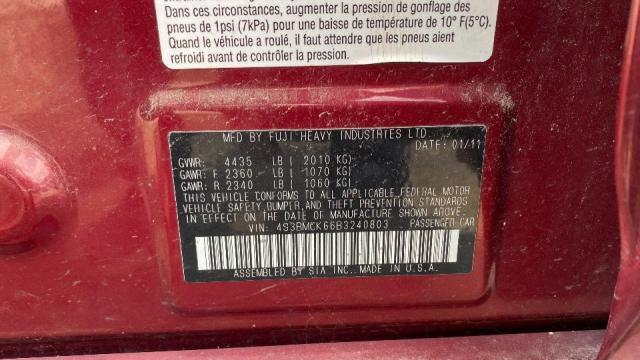 Dans ces circonstances, augmenter la pression de gonflage des
pneus de 1psi (7kPa) pour une baisse de température de 10° F(5°C).
Quand le véhicule a roulé, il faut attendre que les pneus aient
refroidi avant de contrôler la pression.
MFD BY FUJI HEAVY INDUSTRIES LTD.
DATE: 01/11
GVWR: 4435 LB ( 2010 KG)
GAWR: F 2360 LB ( 1070 KG)
GAWR: R 2340 LB ( 1060 KG)
THIS VEHICLE CONFORMS TO ALL APPLICABLE FEDERAL MOTOR
VEHICLE SAFETY, BUMPER, AND THEFT PREVENTION STANDARDS
IN EFFECT ON THE DATE OF MANUFACTURE SHOWN ABOVE.
VIN: 4S3BMCK66B3240803 PASSENGER CAR
ASSEMBLED BY SIA INC., MADE IN U.S.A.